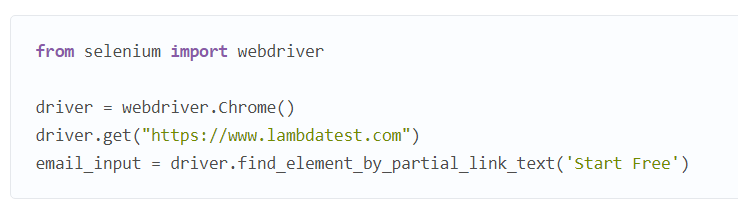 from selenium import webdriver
driver = webdriver.Chrome()
driver.get("https://www.lambdatest.com")
email_input = driver.find_element_by_partial_link_text('Start Free')